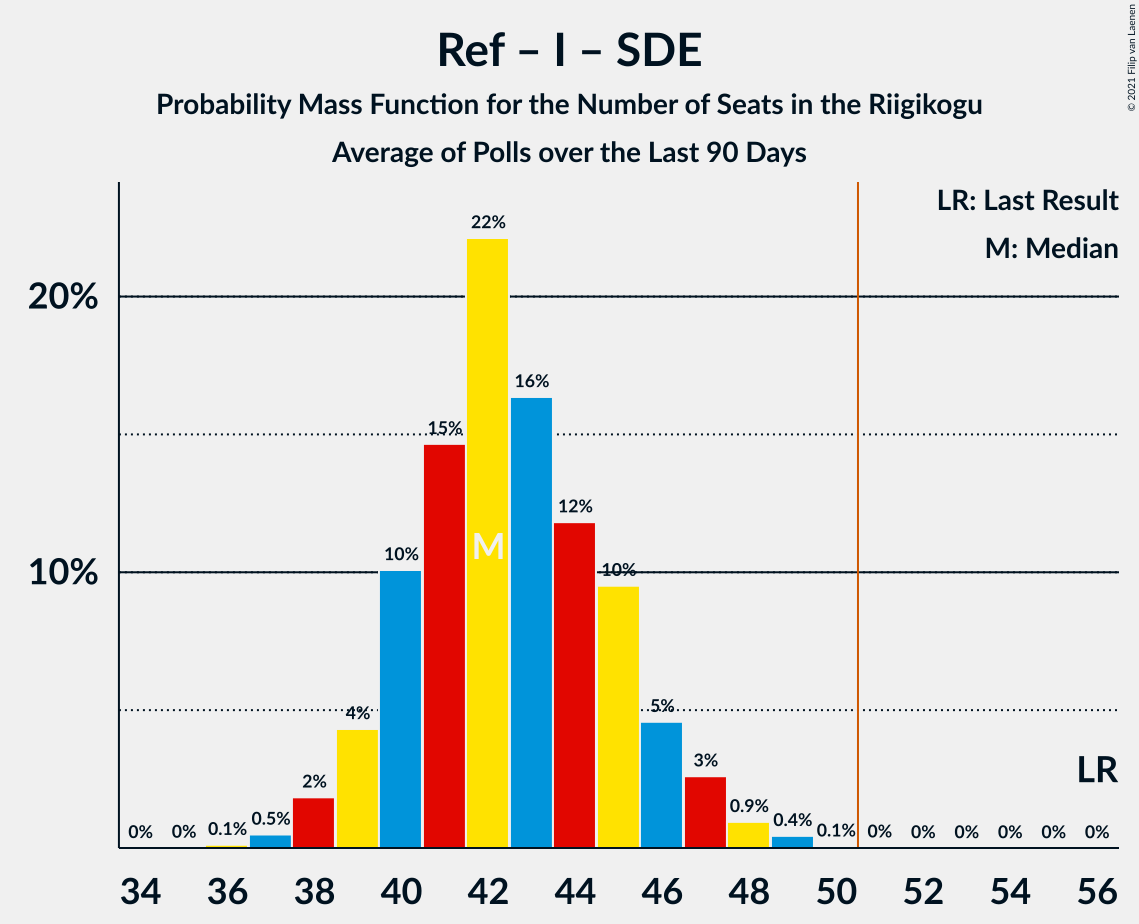 Ref – I – SDE
Probability Mass Function for the Number of Seats in the Riigikogu
Average of Polls over the Last 90 Days
© 2021 Filip van Laenen
LR: Last Result
M: Median
22%
20%
16%
15%
12%
M
10%
10%
10%
5%
4%
LR
3%
2%
0.9%
0.5%
0.4%
0% 0% 0.1% 0.1% 0% 0% 0% 0% 0% 0%
34 36 38 40 42 44 46 48 50 52 54 56